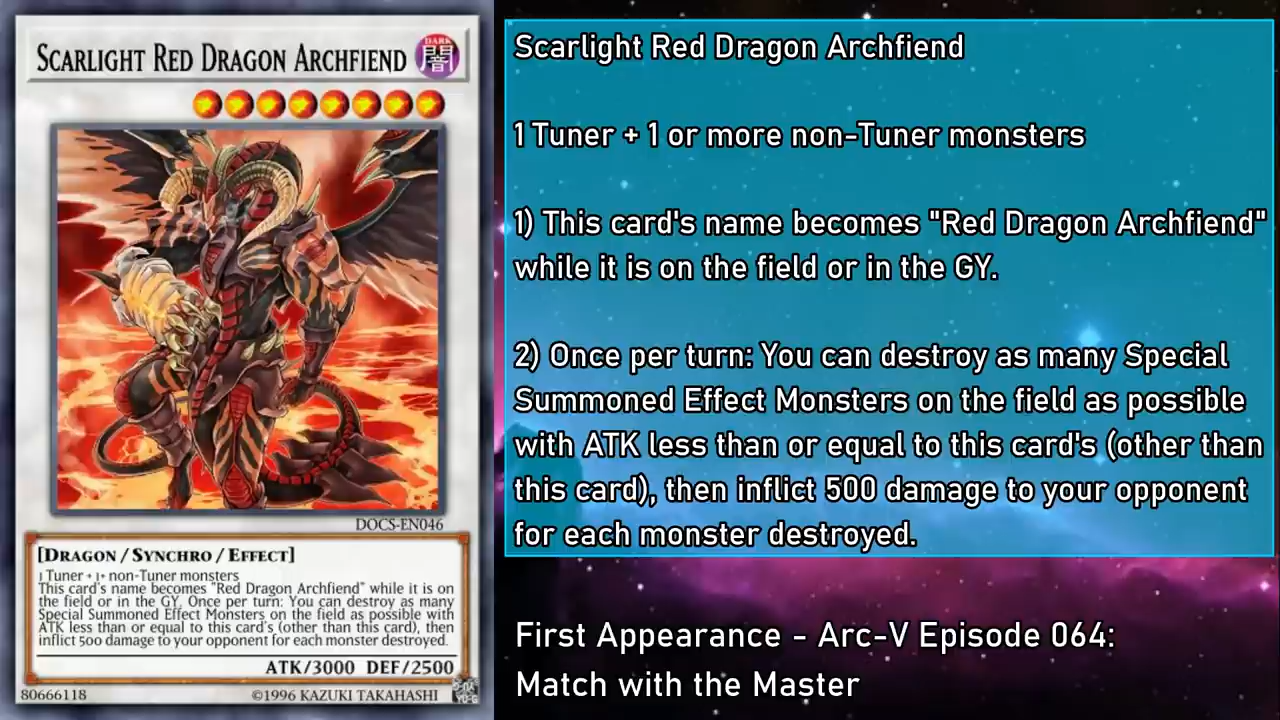 SCARLIGHT RED DRAGON ARCHFIEND
DARK
闇
DOCS-EN046
[DRAGON / SYNCHRO / EFFECT]
1 Tuner + 1+ non-Tuner monsters
This card's name becomes "Red Dragon Archfiend" while it is on
the field or in the GY. Once per turn: You can destroy as many
Special Summoned Effect Monsters on the field as possible with
ATK less than or equal to this card's (other than this card), then
inflict 500 damage to your opponent for each monster destroyed.
ATK/3000 DEF/2500
80666118
©1996 KAZUKI TAKAHASHI
Scarlight Red Dragon Archfiend
1 Tuner + 1 or more non-Tuner monsters
1) This card's name becomes "Red Dragon Archfiend"
while it is on the field or in the GY.
2) Once per turn: You can destroy as many Special
Summoned Effect Monsters on the field as possible
with ATK less than or equal to this card's (other than
this card), then inflict 500 damage to your opponent
for each monster destroyed.
First Appearance - Arc-V Episode 064:
Match with the Master